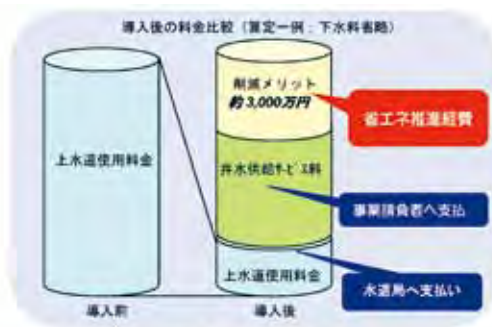 導入後の料金比較（算定一例：下水料省略）
削減メリット
約3,000万円
省エネ推進経費
上水道使用料金
井水供給ｻｰﾋﾞｽ料
事業請負者へ支払
上水道使用料金
水道局へ支払い
導入前
導入後